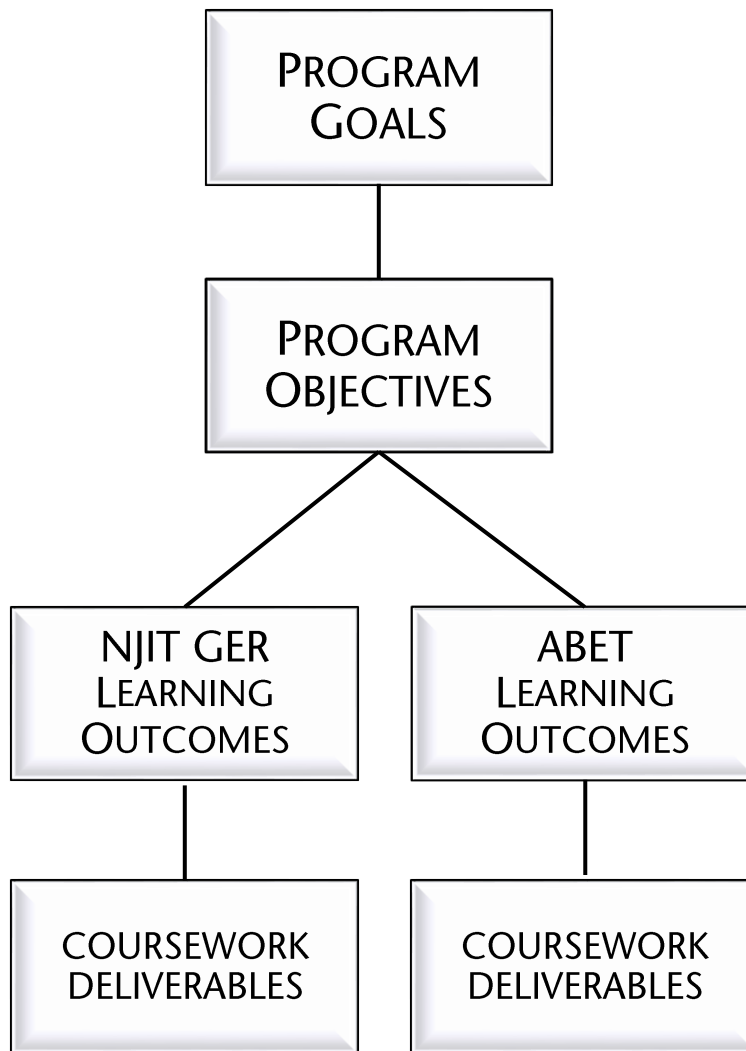 PROGRAM
GOALS
PROGRAM
OBJECTIVES
NJIT GER
LEARNING
OUTCOMES
ABET
LEARNING
OUTCOMES
COURSEWORK
DELIVERABLES
COURSEWORK
DELIVERABLES